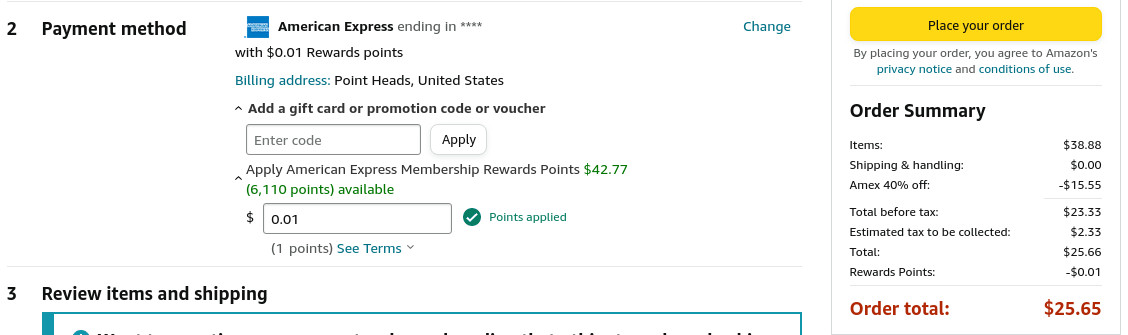 2 Payment method
American Express ending in ****
Change
with $0.01 Rewards points
Billing address: Point Heads, United States
Add a gift card or promotion code or voucher
Enter code
Apply
Apply American Express Membership Rewards Points $42.77
(6,110 points) available
$ 0.01 Points applied
(1 points) See Terms
3 Review items and shipping
Place your order
By placing your order, you agree to Amazon's
privacy notice and conditions of use.
Order Summary
Items: $38.88
Shipping & handling: $0.00
Amex 40% off: -$15.55
Total before tax: $23.33
Estimated tax to be collected: $2.33
Total: $25.66
Rewards Points: -$0.01
Order total: $25.65